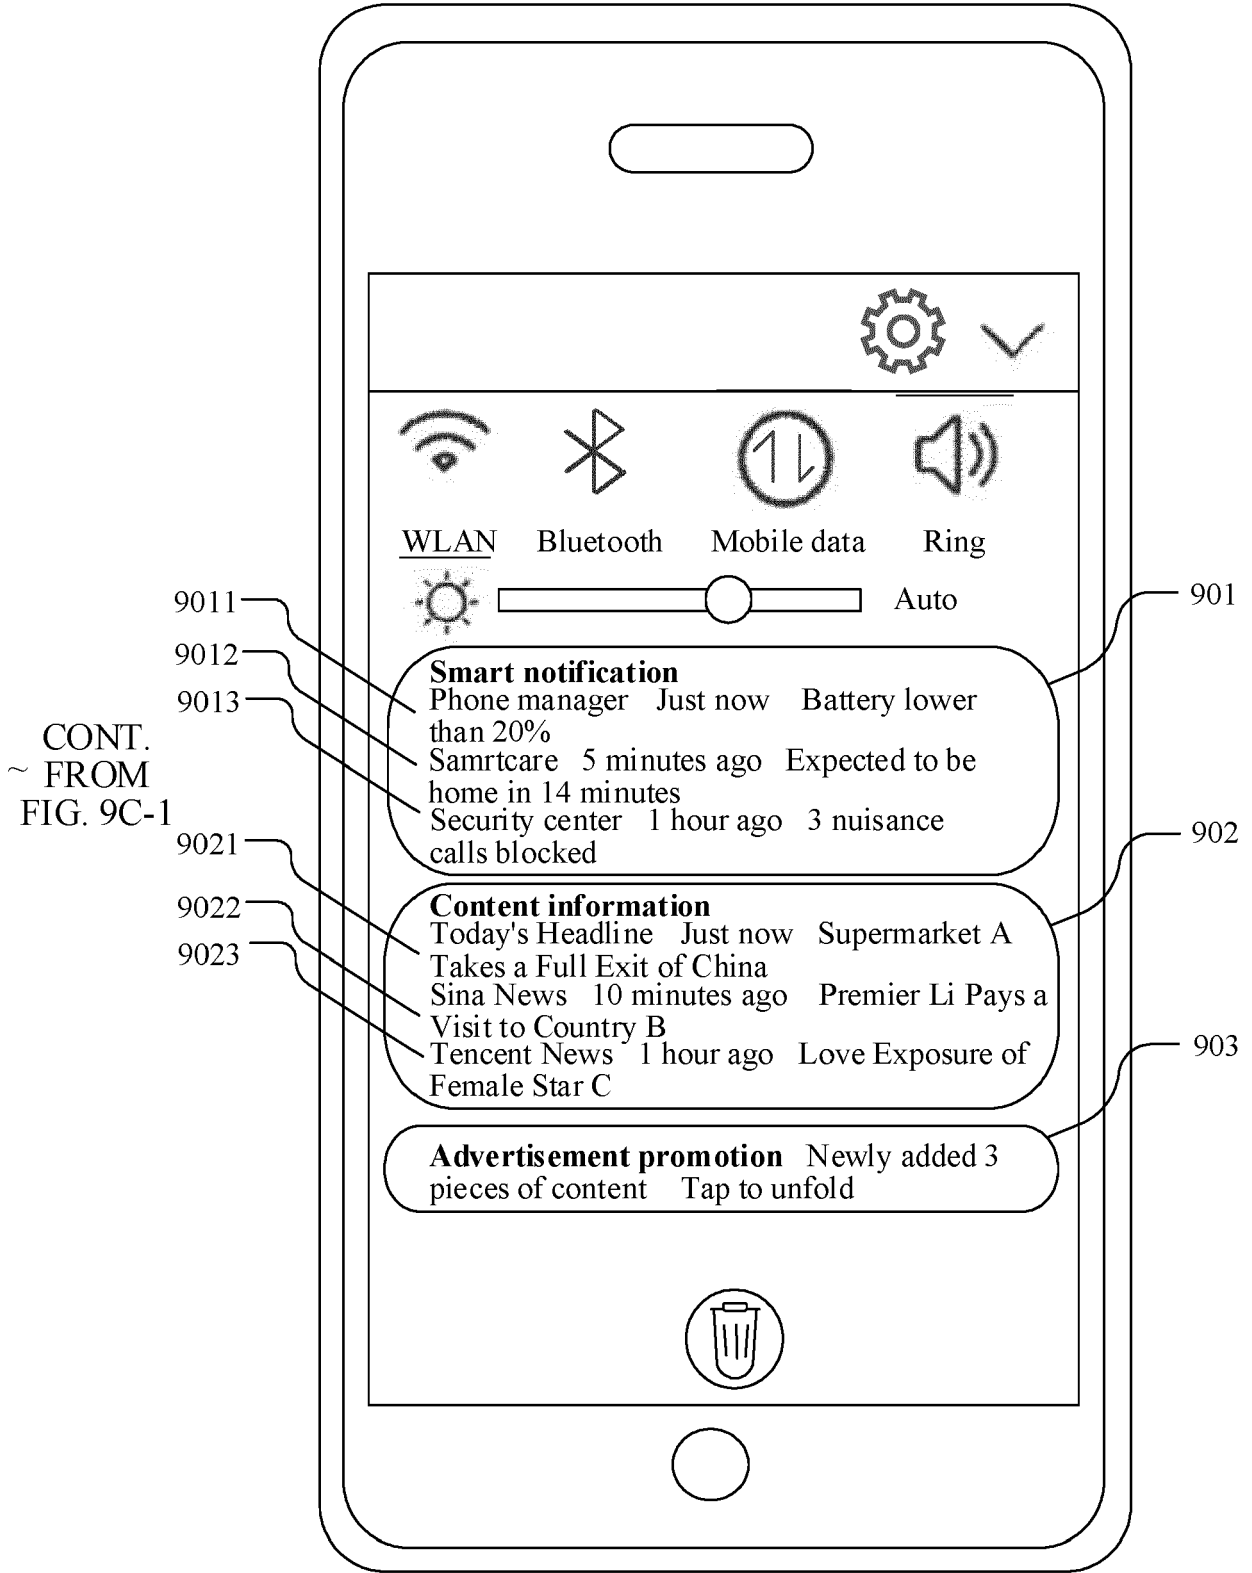 WLAN Bluetooth Mobile data Ring
Auto
9011
9012
9013
901
Smart notification
Phone manager Just now Battery lower
than 20%
Samrtcare 5 minutes ago Expected to be
home in 14 minutes
Security center 1 hour ago 3 nuisance
calls blocked
CONT.
~ FROM
FIG. 9C-1
9021
9022
9023
902
Content information
Today's Headline Just now Supermarket A
Takes a Full Exit of China
Sina News 10 minutes ago Premier Li Pays a
Visit to Country B
Tencent News 1 hour ago Love Exposure of
Female Star C
903
Advertisement promotion Newly added 3
pieces of content Tap to unfold